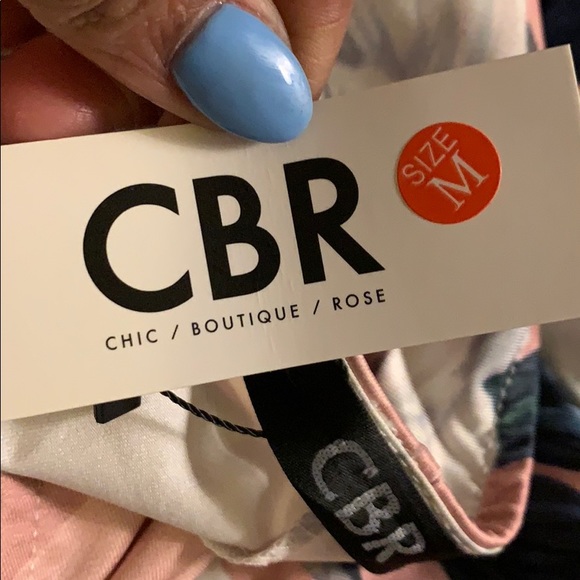 CBR
CHIC / BOUTIQUE / ROSE
SIZE
M
CBR